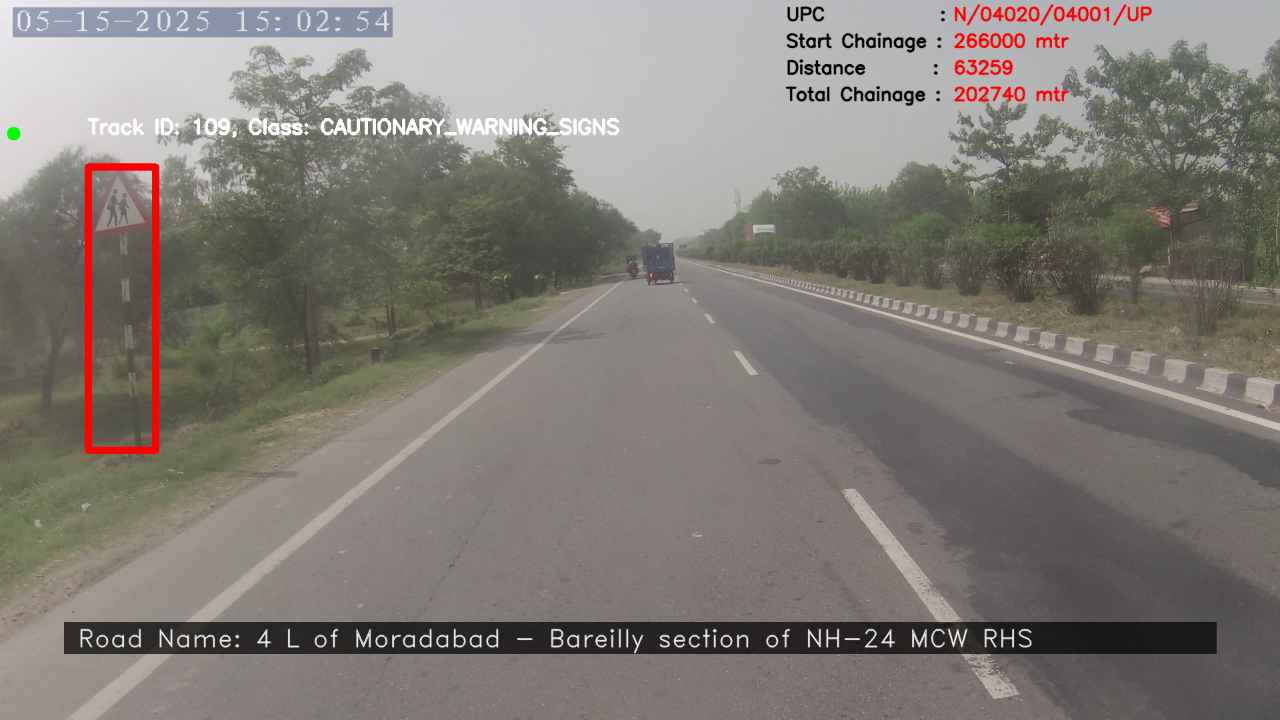 05-15-2025 15:02:54
UPC : N/04020/04001/UP
Start Chainage : 266000 mtr
Distance : 63259
Total Chainage : 202740 mtr
Track ID: 109, Class: CAUTIONARY_WARNING_SIGNS
Road Name: 4 L of Moradabad - Bareilly section of NH-24 MCW RHS